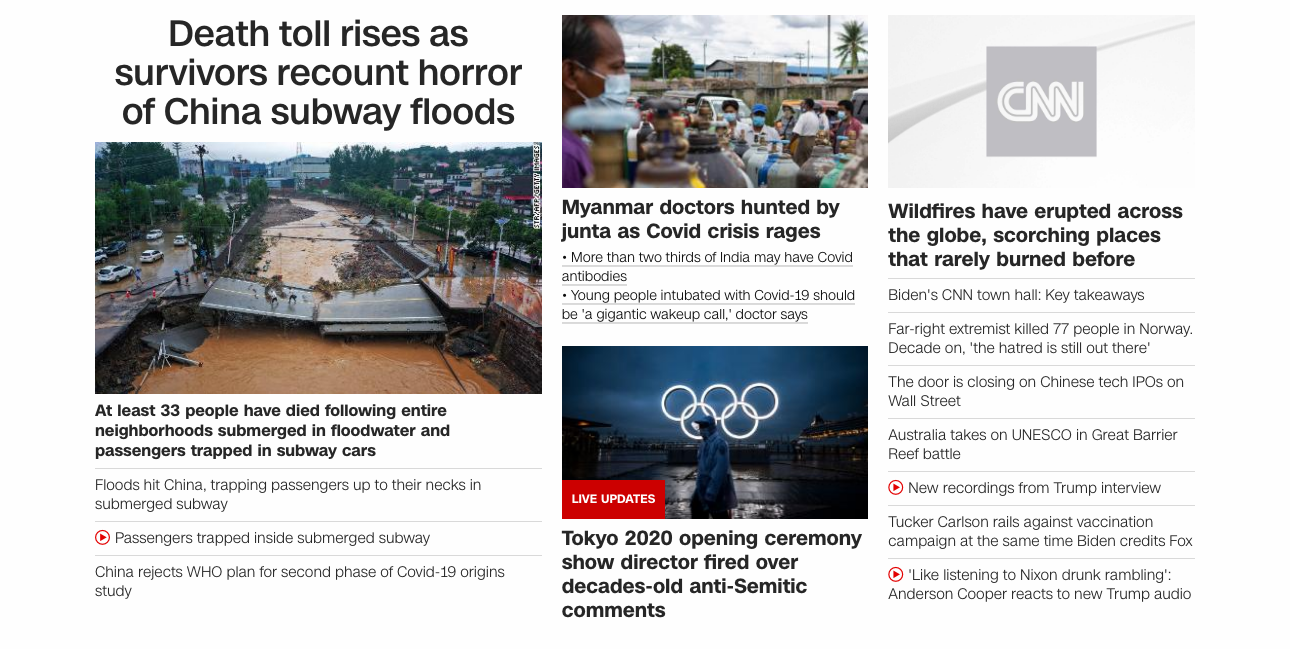 Death toll rises as
survivors recount horror
of China subway floods
STR/AFP/GETTY IMAGES
At least 33 people have died following entire
neighborhoods submerged in floodwater and
passengers trapped in subway cars
Floods hit China, trapping passengers up to their necks in
submerged subway
Passengers trapped inside submerged subway
China rejects WHO plan for second phase of Covid-19 origins
study
Myanmar doctors hunted by
junta as Covid crisis rages
• More than two thirds of India may have Covid
antibodies
• Young people intubated with Covid-19 should
be 'a gigantic wakeup call,' doctor says
LIVE UPDATES
Tokyo 2020 opening ceremony
show director fired over
decades-old anti-Semitic
comments
CNN
Wildfires have erupted across
the globe, scorching places
that rarely burned before
Biden's CNN town hall: Key takeaways
Far-right extremist killed 77 people in Norway.
Decade on, 'the hatred is still out there'
The door is closing on Chinese tech IPOs on
Wall Street
Australia takes on UNESCO in Great Barrier
Reef battle
New recordings from Trump interview
Tucker Carlson rails against vaccination
campaign at the same time Biden credits Fox
'Like listening to Nixon drunk rambling':
Anderson Cooper reacts to new Trump audio